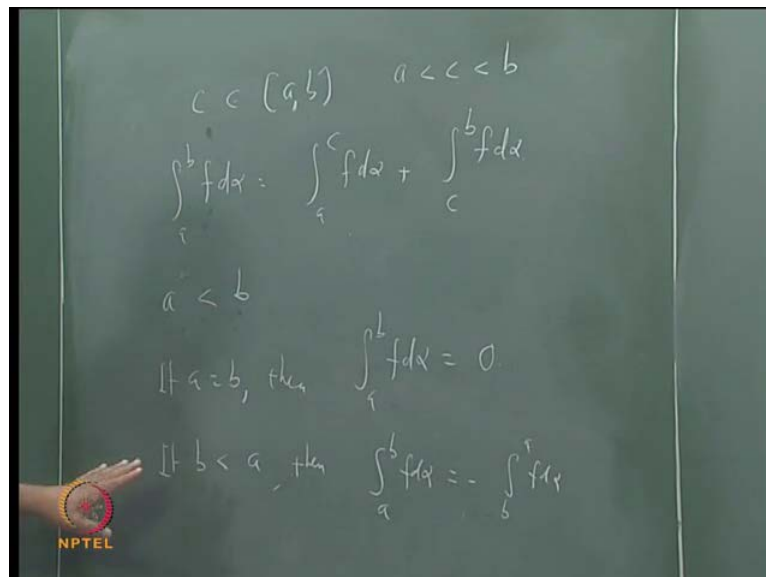 c ∈ (a,b) a < c < b
∫_a^b f dα = ∫_a^c f dα + ∫_c^b f dα
a < b
If a = b, then ∫_a^b f dα = 0
If b < a, then ∫_a^b f dα = - ∫_b^a f dα
NPTEL